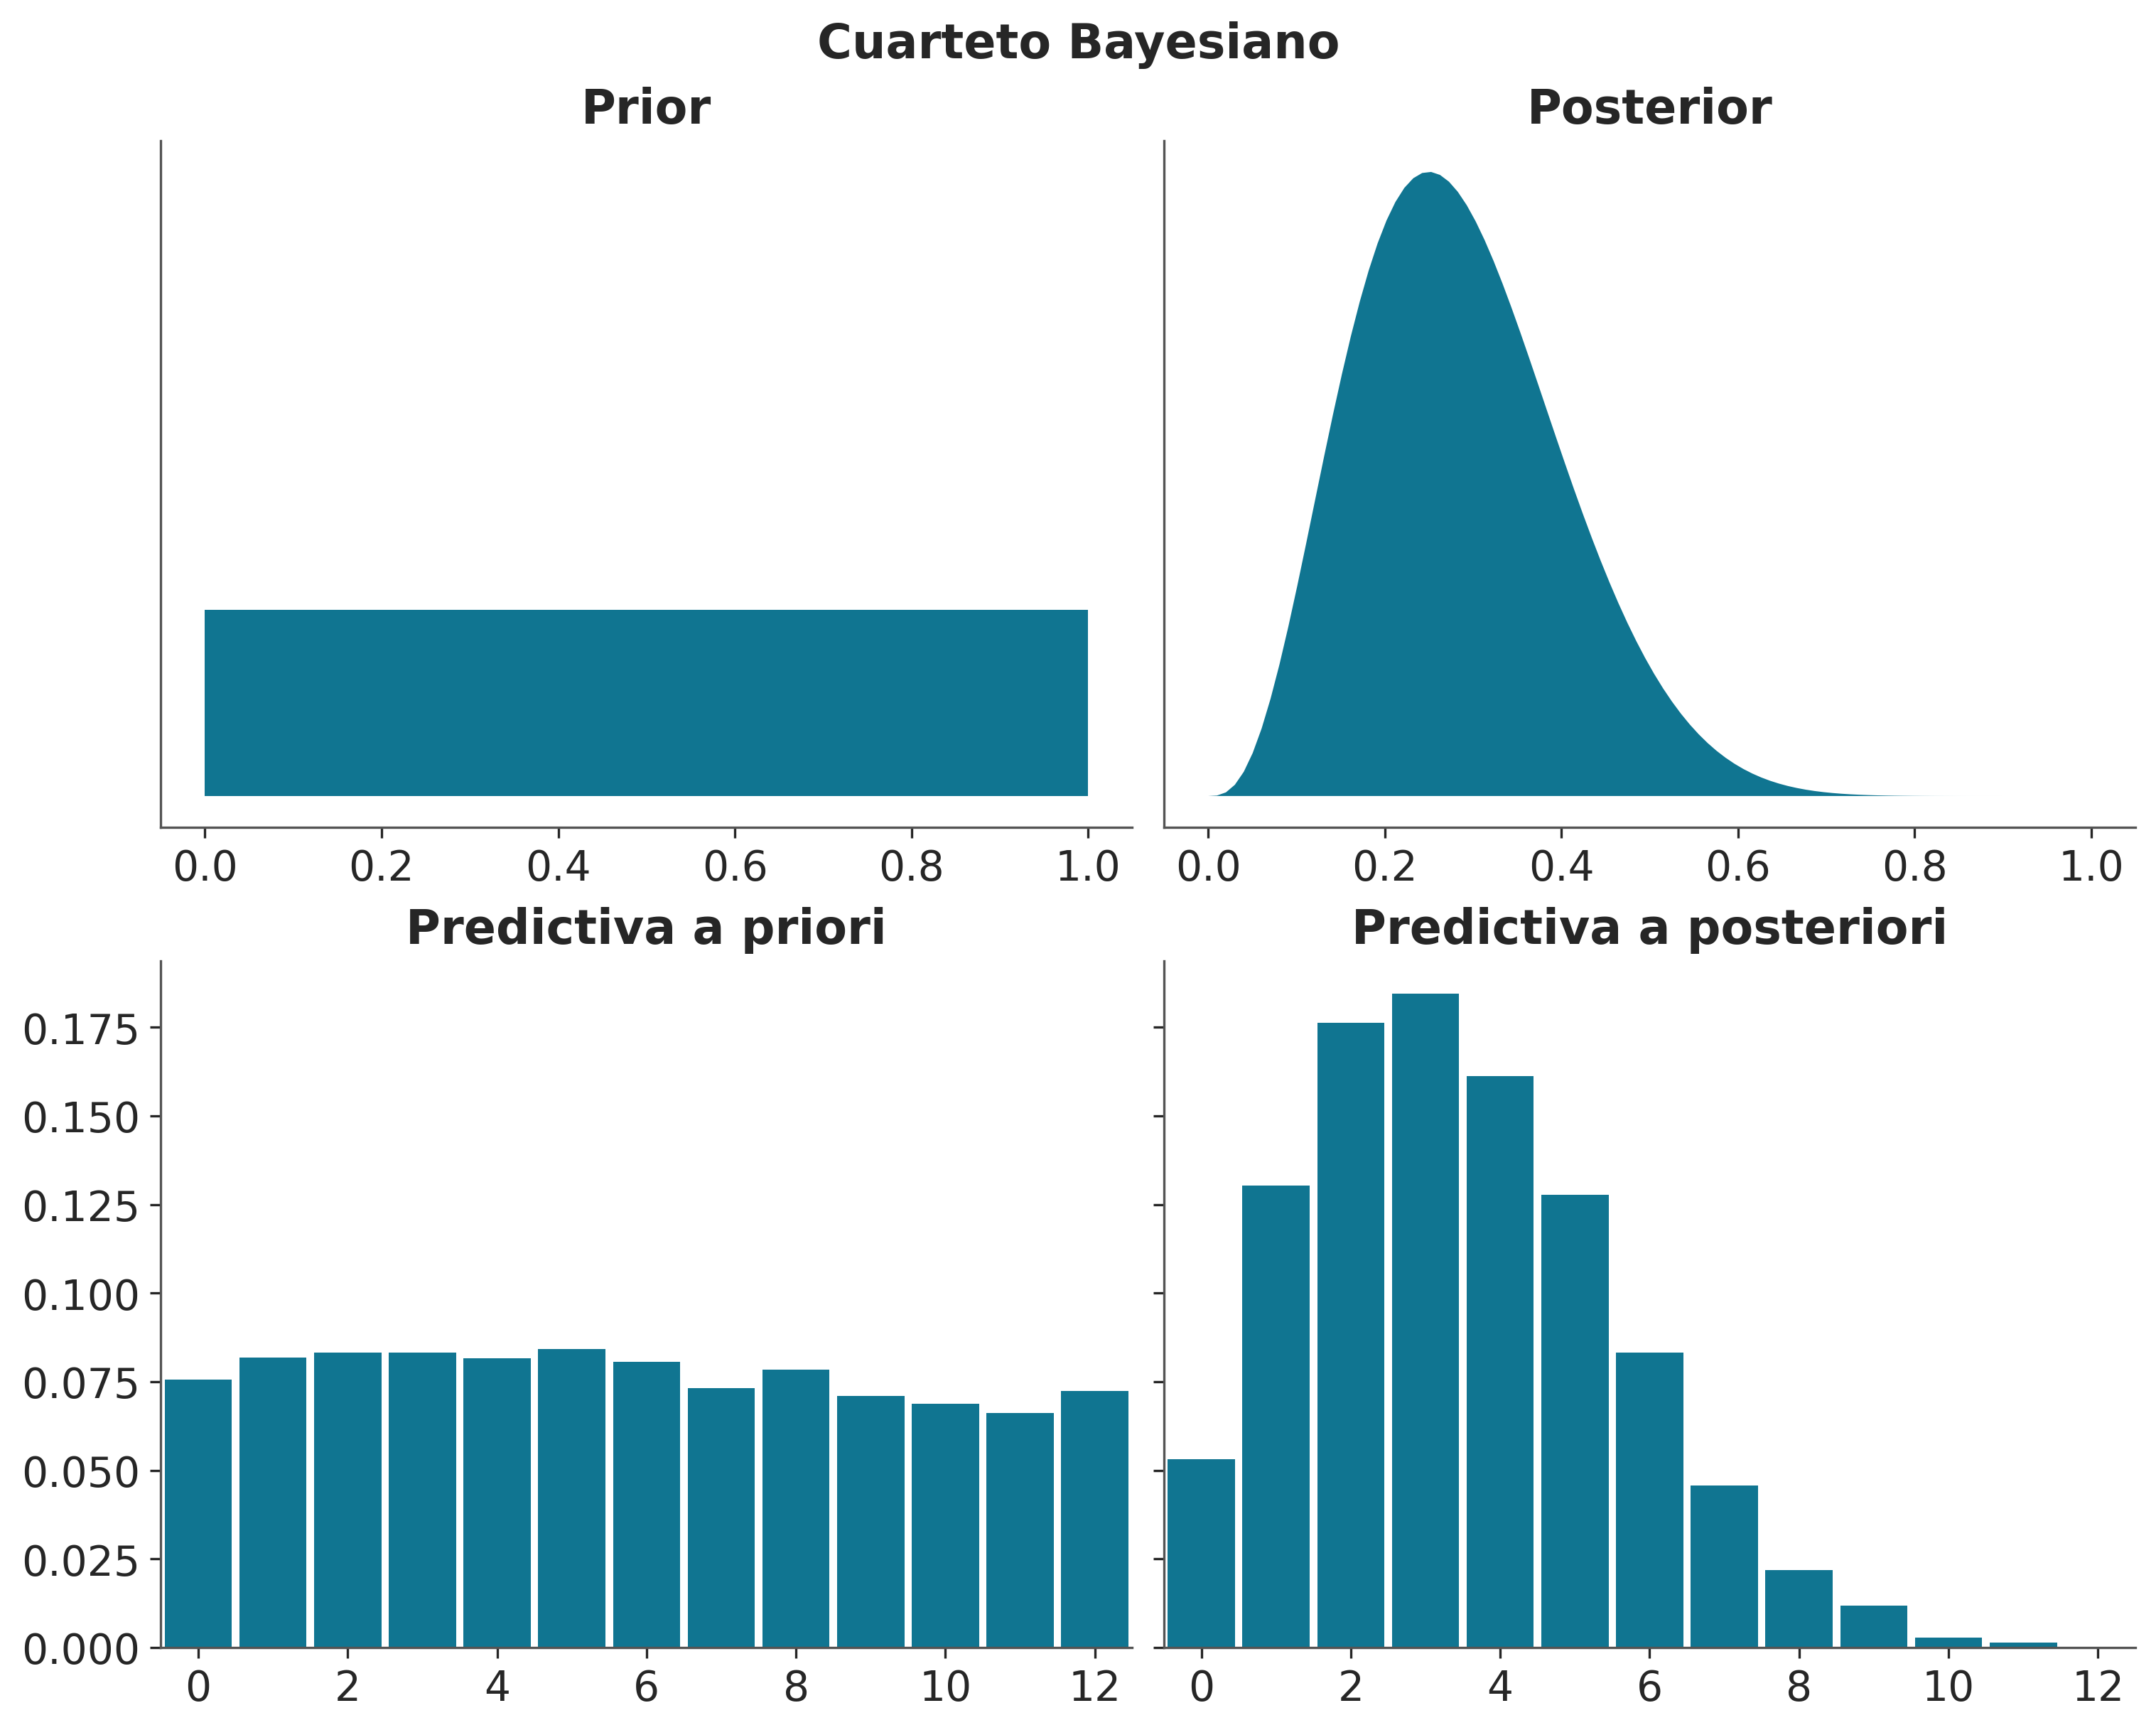 Cuarteto Bayesiano
Prior
Posterior
0.0 0.2 0.4 0.6 0.8 1.0
0.0 0.2 0.4 0.6 0.8 1.0
Predictiva a priori
Predictiva a posteriori
0.175
0.150
0.125
0.100
0.075
0.050
0.025
0.000
0 2 4 6 8 10 12
0 2 4 6 8 10 12